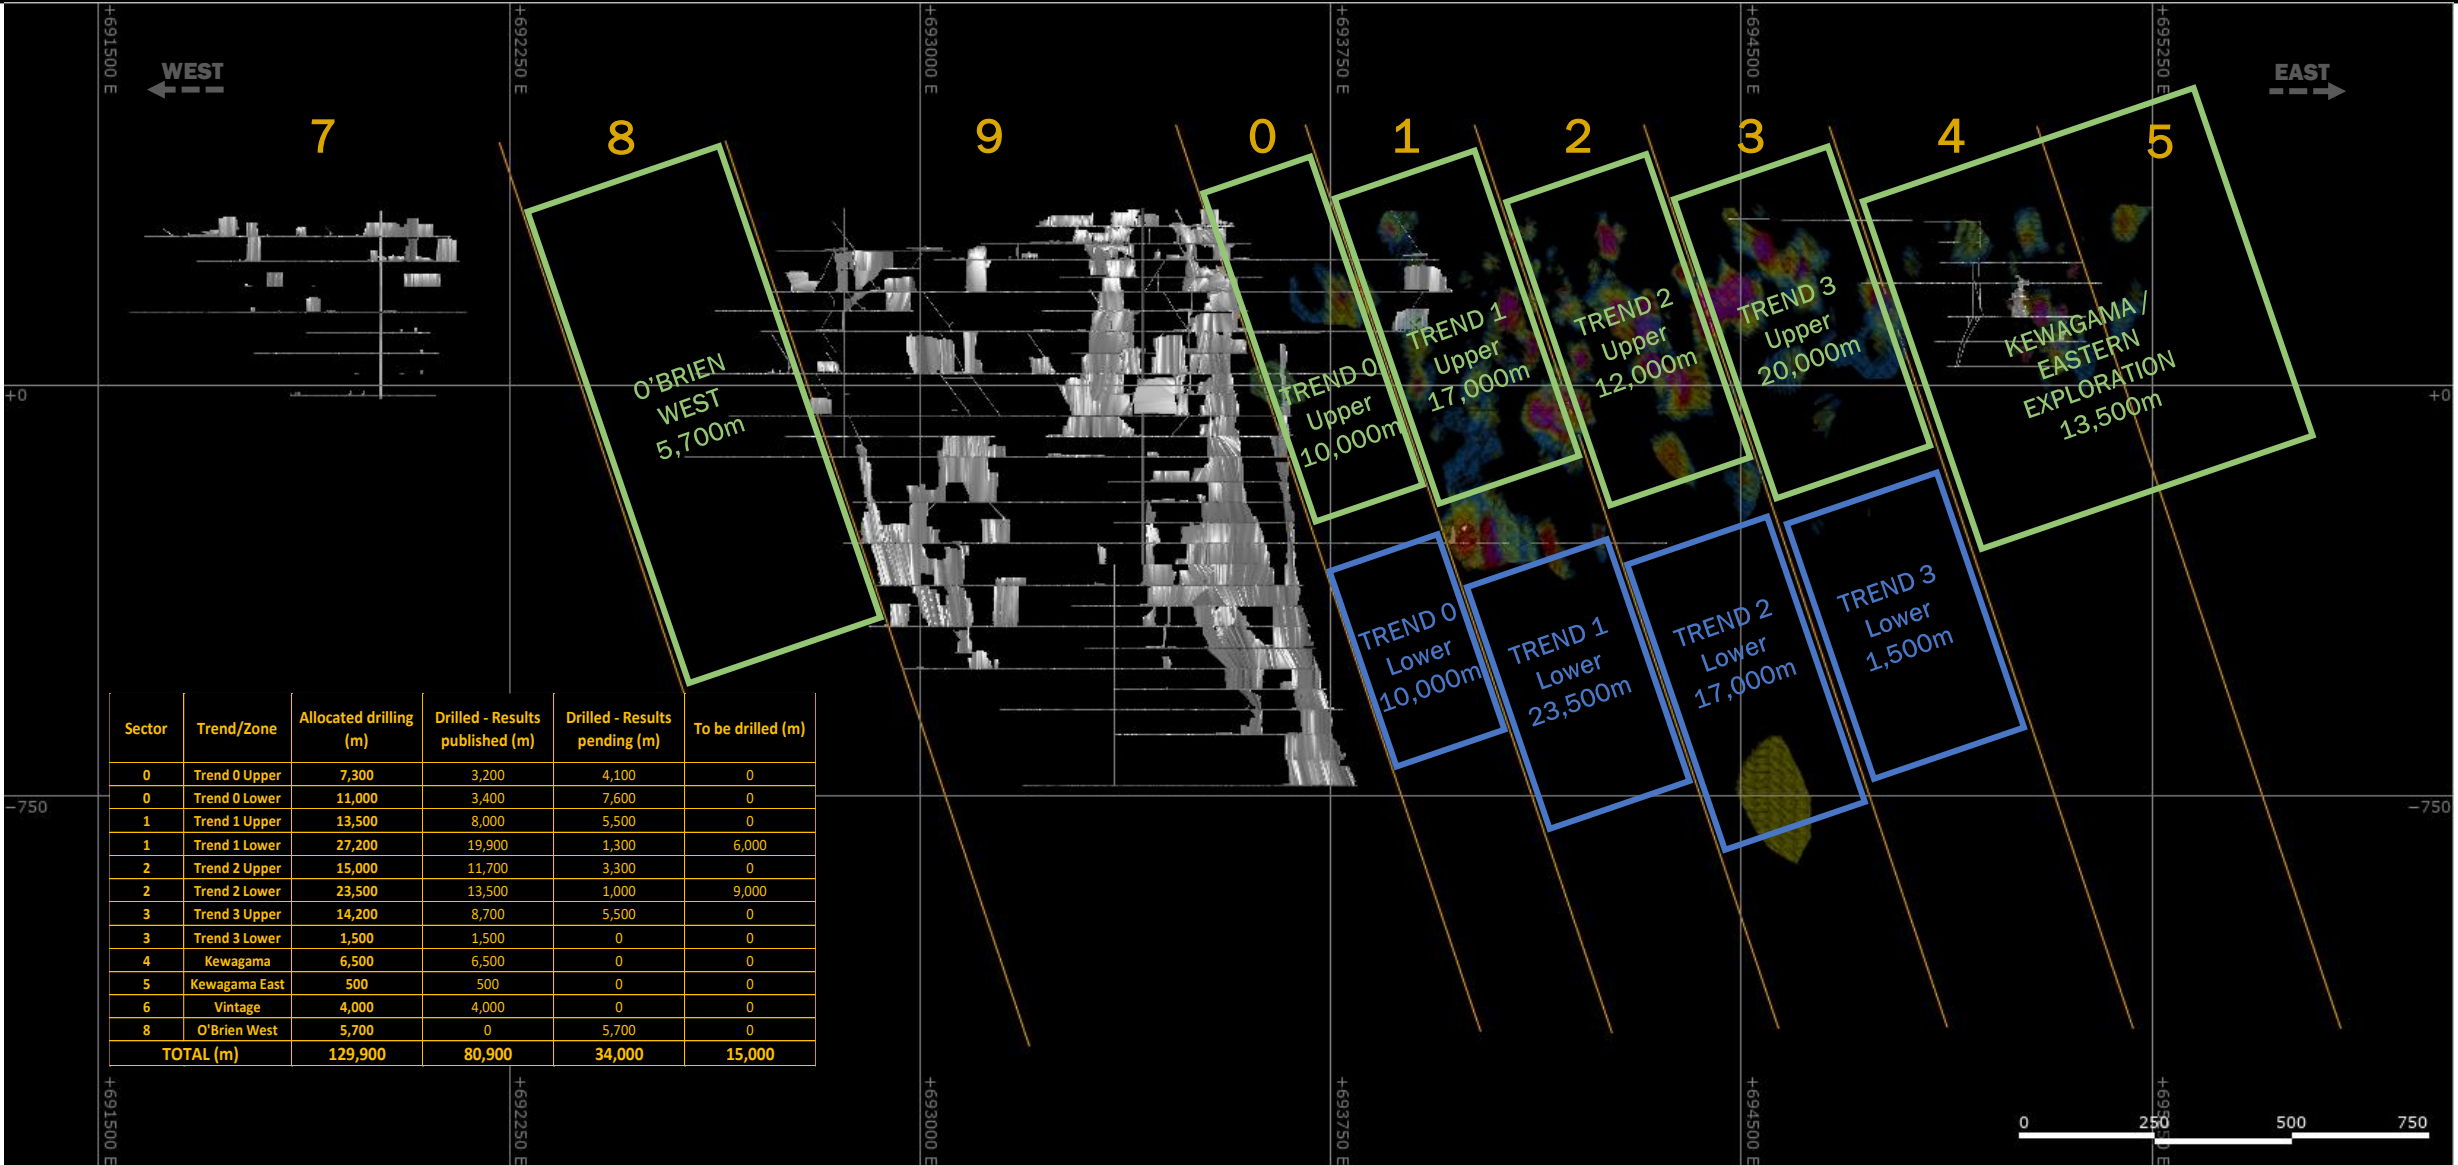 +691500 E
+692250 E
+693000 E
+693750 E
+694500 E
+695250 E
WEST
EAST
7
8
9
0
1
2
3
4
5
O'BRIEN
WEST
5,700m
TREND 0
Upper
10,000m
TREND 1
Upper
17,000m
TREND 2
Upper
12,000m
TREND 3
Upper
20,000m
KEWAGAMA /
EASTERN
EXPLORATION
13,500m
+0
+0
TREND 0
Lower
10,000m
TREND 1
Lower
23,500m
TREND 2
Lower
17,000m
TREND 3
Lower
1,500m
-750
-750
Sector Trend/Zone Allocated drilling (m) Drilled - Results published (m) Drilled - Results pending (m) To be drilled (m)
0 Trend 0 Upper 7,300 3,200 4,100 0
0 Trend 0 Lower 11,000 3,400 7,600 0
1 Trend 1 Upper 13,500 8,000 5,500 0
1 Trend 1 Lower 27,200 19,900 1,300 6,000
2 Trend 2 Upper 15,000 11,700 3,300 0
2 Trend 2 Lower 23,500 13,500 1,000 9,000
3 Trend 3 Upper 14,200 8,700 5,500 0
3 Trend 3 Lower 1,500 1,500 0 0
4 Kewagama 6,500 6,500 0 0
5 Kewagama East 500 500 0 0
6 Vintage 4,000 4,000 0 0
8 O'Brien West 5,700 0 5,700 0
TOTAL (m) 129,900 80,900 34,000 15,000
+691500 E
+692250 E
+693000 E
+693750 E
+694500 E
0 250 500 750